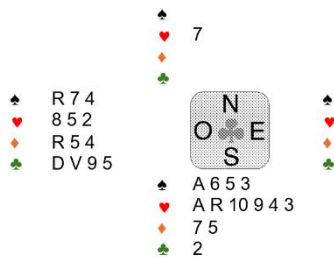 ♠
♥ 7
♦
♣
♠ R 7 4
♥ 8 5 2
♦ R 5 4
♣ D V 9 5
N
O E
S
♠
♥
♦
♣
♠ A 6 5 3
♥ A R 10 9 4 3
♦ 7 5
♣ 2